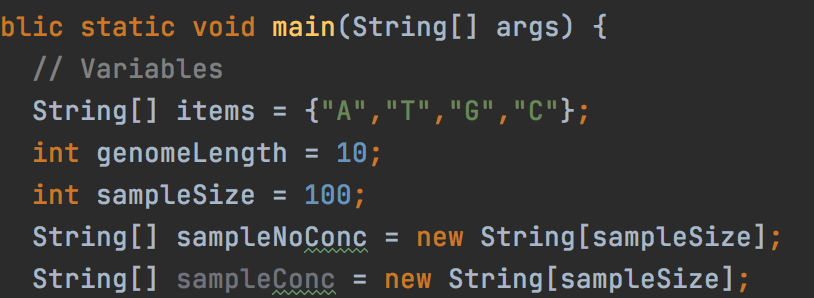 blic static void main(String[] args) {
// Variables
String[] items = {"A","T","G","C"};
int genomeLength = 10;
int sampleSize = 100;
String[] sampleNoConc = new String[sampleSize];
String[] sampleConc = new String[sampleSize];